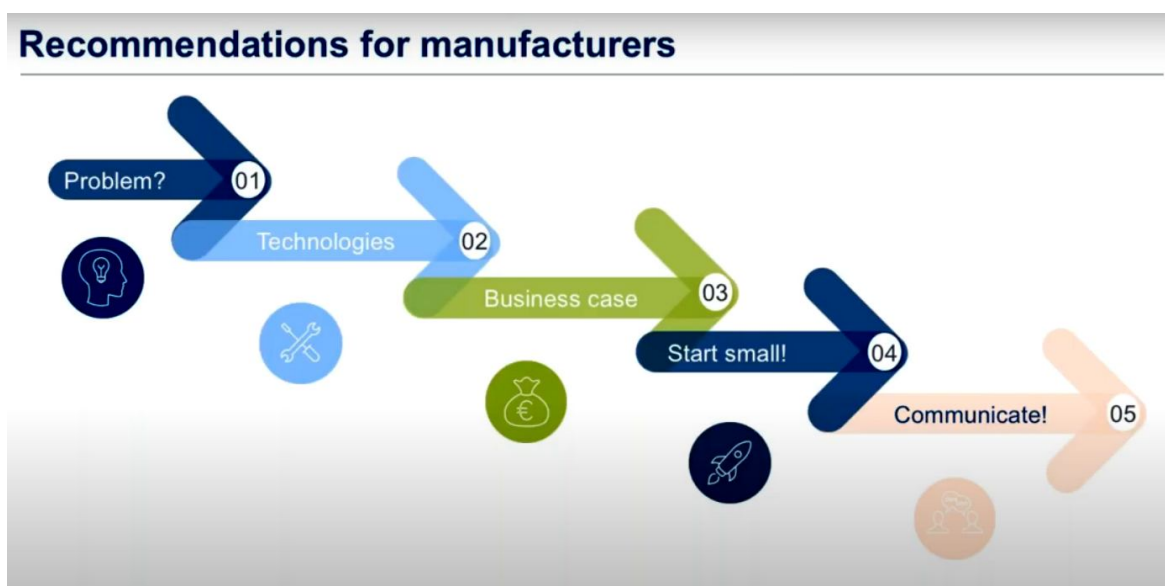 Recommendations for manufacturers
Problem? 01
Technologies 02
Business case 03
Start small! 04
Communicate! 05
€